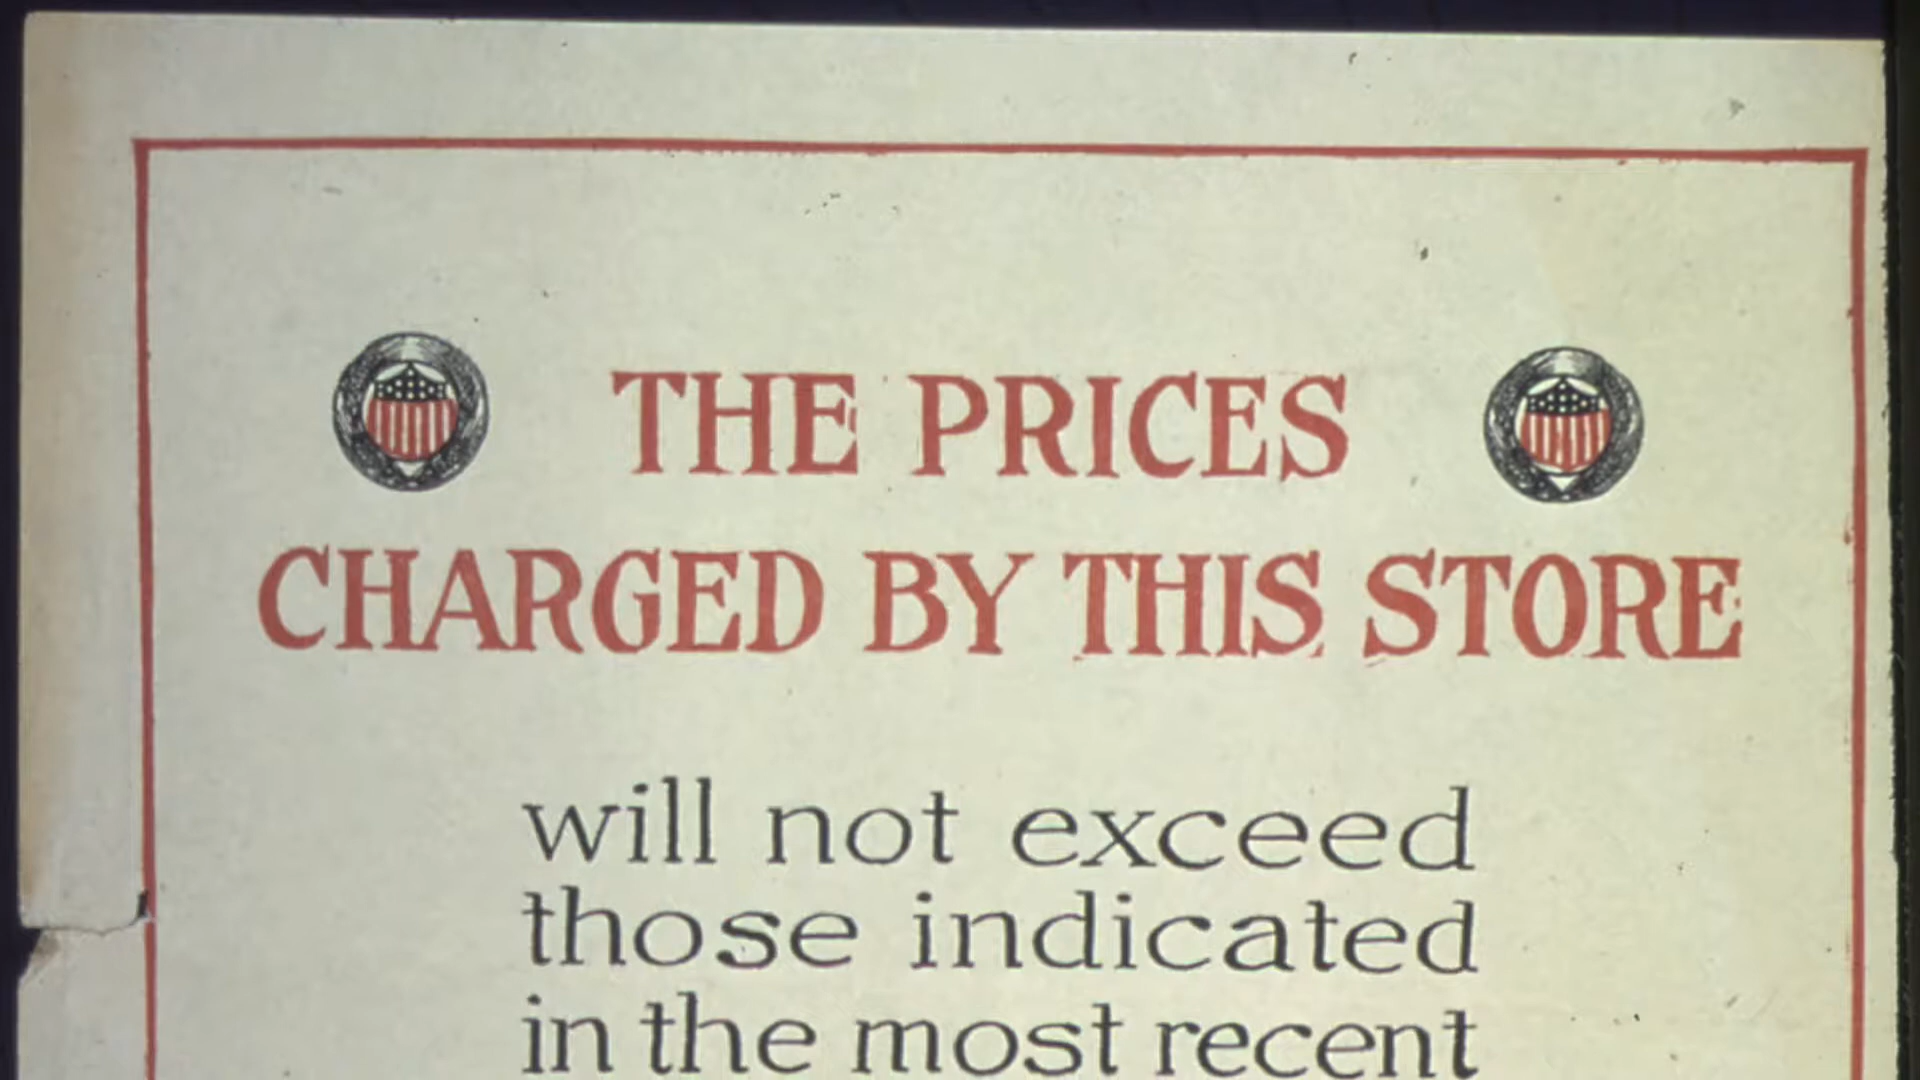 THE PRICES
CHARGED BY THIS STORE
will not exceed
those indicated
in the most recent